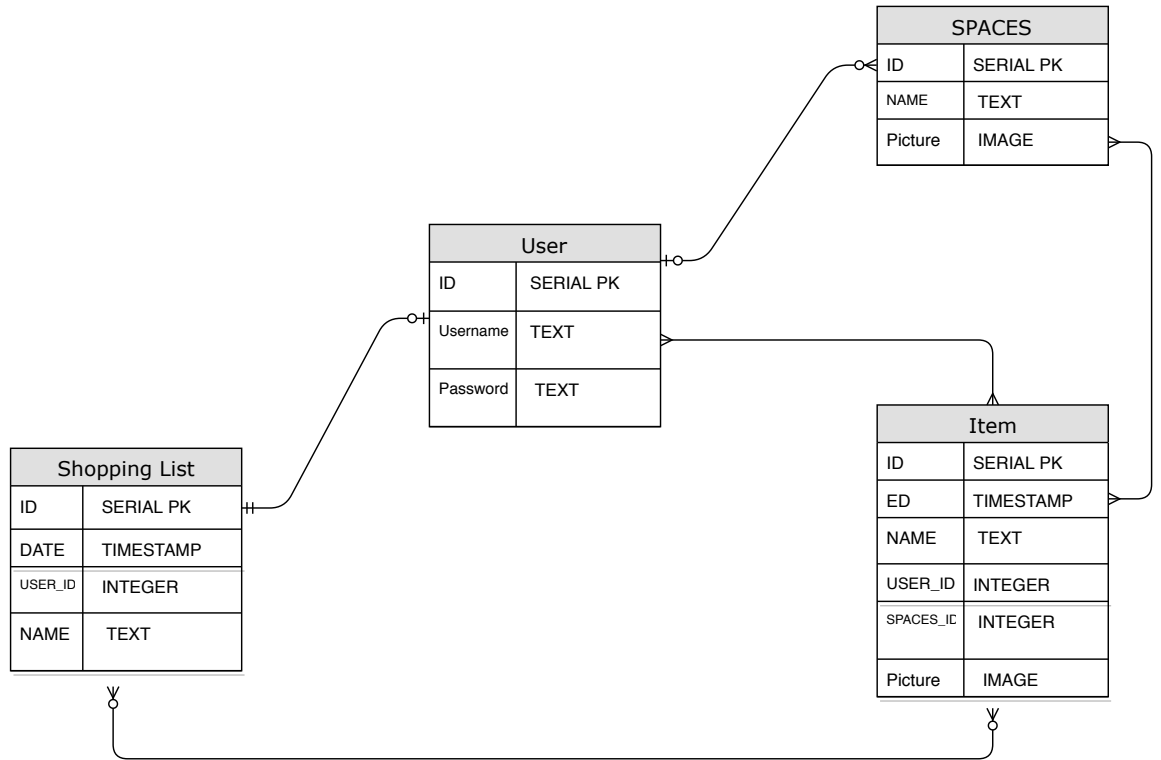 SPACES
ID SERIAL PK
NAME TEXT
Picture IMAGE
User
ID SERIAL PK
Username TEXT
Password TEXT
Shopping List
ID SERIAL PK
DATE TIMESTAMP
USER_ID INTEGER
NAME TEXT
Item
ID SERIAL PK
ED TIMESTAMP
NAME TEXT
USER_ID INTEGER
SPACES_ID INTEGER
Picture IMAGE